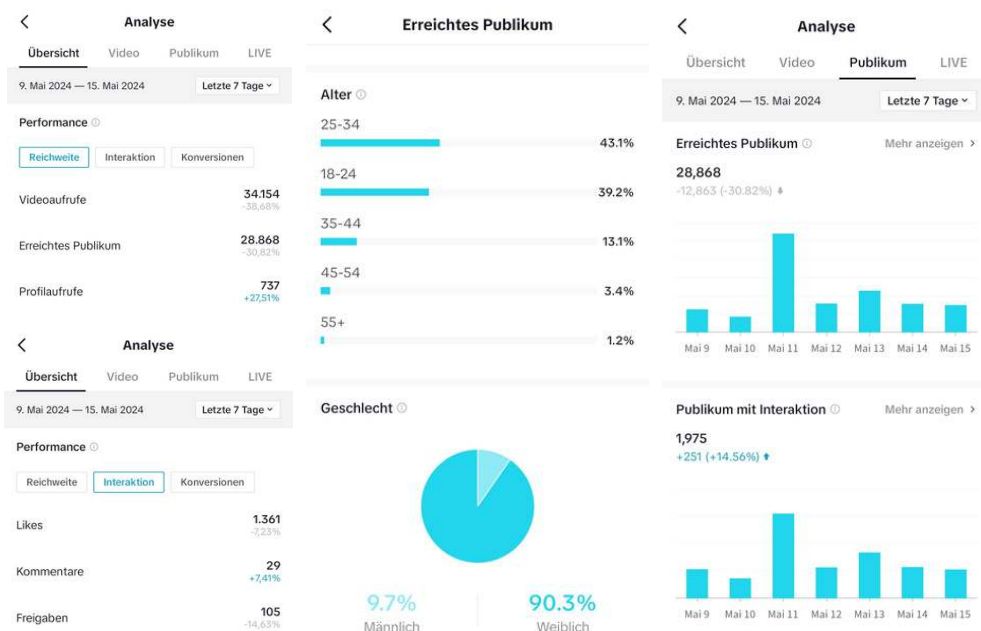 Analyse
Übersicht Video Publikum LIVE
9. Mai 2024 — 15. Mai 2024 Letzte 7 Tage
Performance
Reichweite Interaktion Konversionen
Videoaufrufe 34.154
-38,68%
Erreichtes Publikum 28.868
-30,82%
Profilaufrufe 737
+27,51%
Analyse
Übersicht Video Publikum LIVE
9. Mai 2024 — 15. Mai 2024 Letzte 7 Tage
Performance
Reichweite Interaktion Konversionen
Likes 1.361
-7,23%
Kommentare 29
+7,41%
Freigaben 105
-14,63%
Erreichtes Publikum
Alter
25-34
43.1%
18-24
39.2%
35-44
13.1%
45-54
3.4%
55+
1.2%
Geschlecht
9.7% 90.3%
Männlich Weiblich
Analyse
Übersicht Video Publikum LIVE
9. Mai 2024 — 15. Mai 2024 Letzte 7 Tage
Erreichtes Publikum Mehr anzeigen >
28,868
-12,863 (-30.82%)
Mai 9 Mai 10 Mai 11 Mai 12 Mai 13 Mai 14 Mai 15
Publikum mit Interaktion Mehr anzeigen >
1,975
+251 (+14.56%)
Mai 9 Mai 10 Mai 11 Mai 12 Mai 13 Mai 14 Mai 15